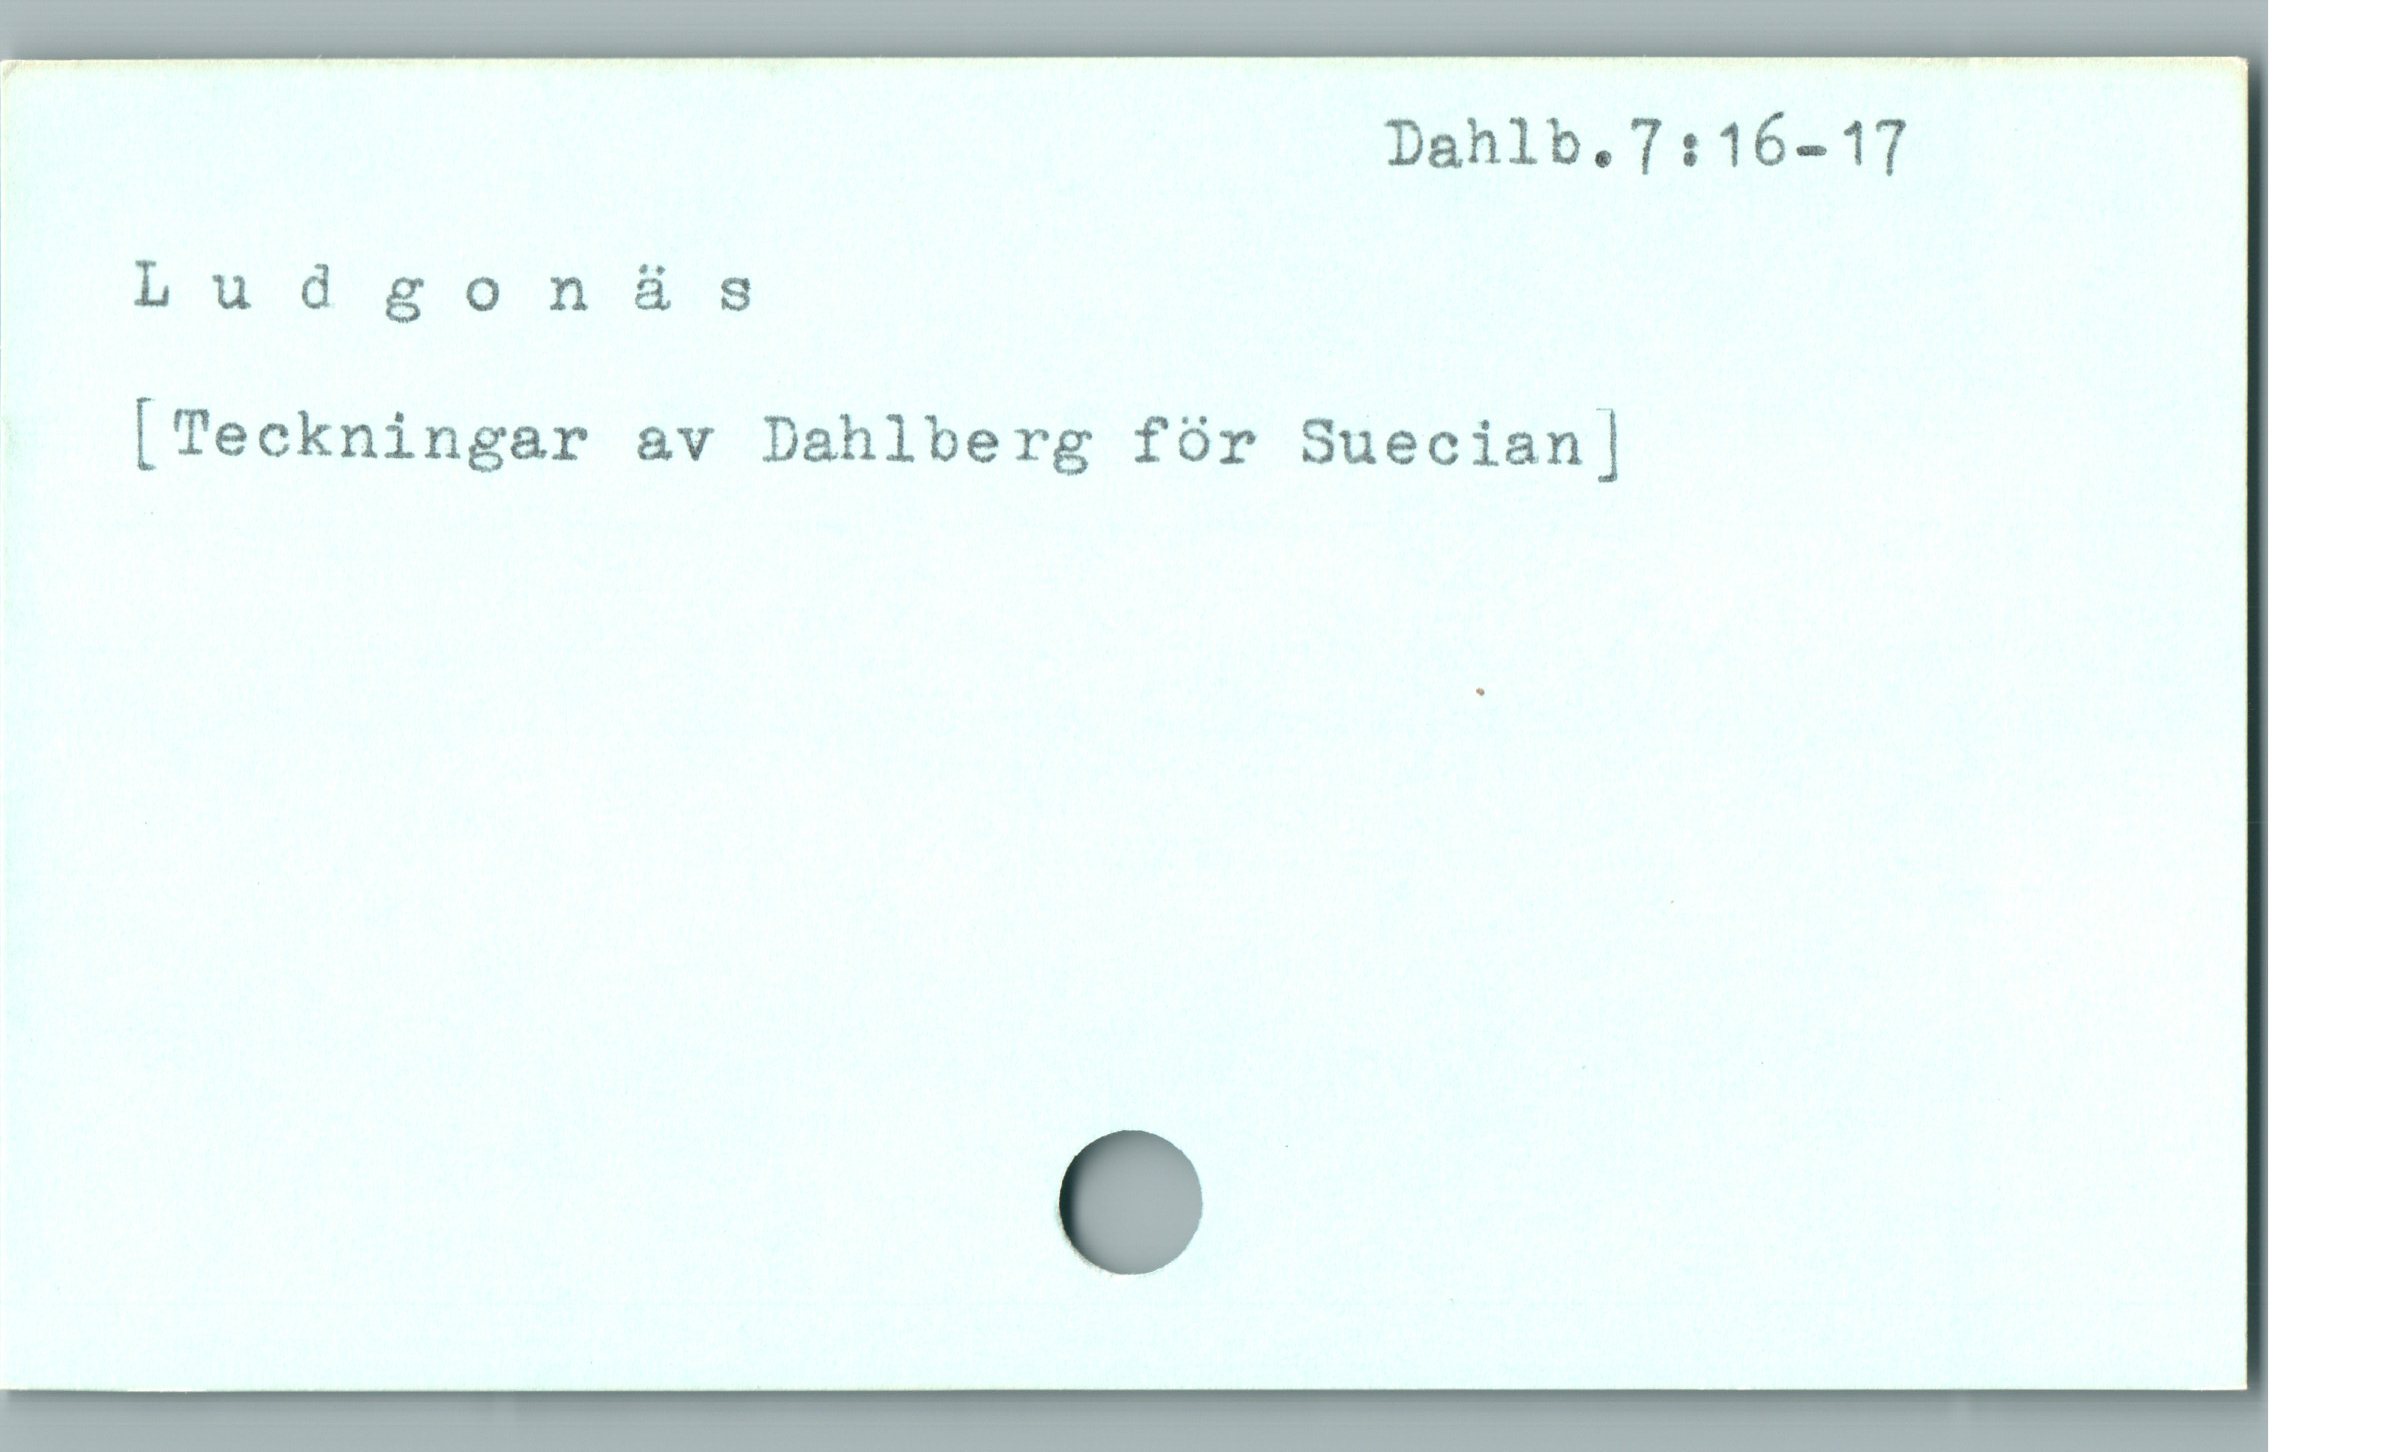 Dahlb.7:16-17
L u d g o n ä s
[Teckningar av Dahlberg för Suecian]